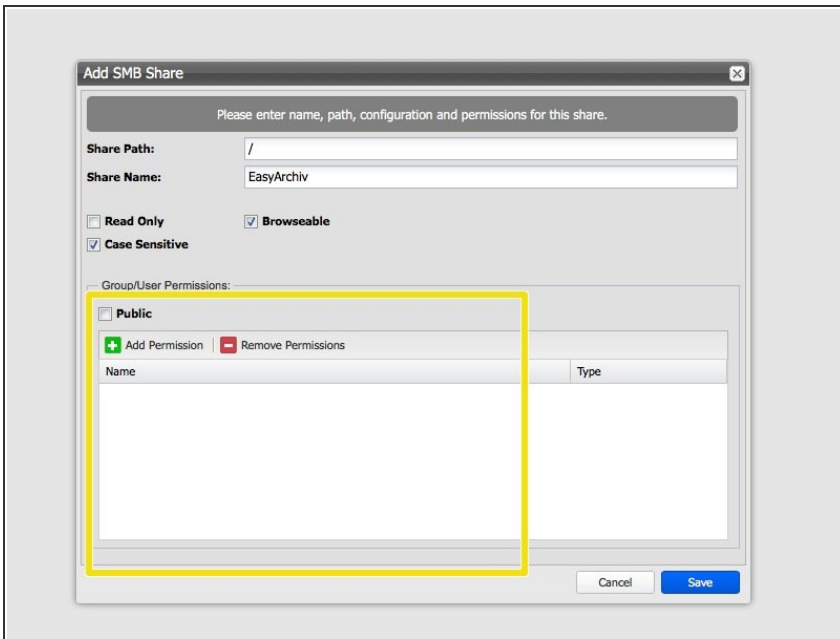 Add SMB Share
Please enter name, path, configuration and permissions for this share.
Share Path: /
Share Name: EasyArchiv
Read Only Browseable
Case Sensitive
Group/User Permissions:
Public
Add Permission Remove Permissions
Name Type
Cancel Save